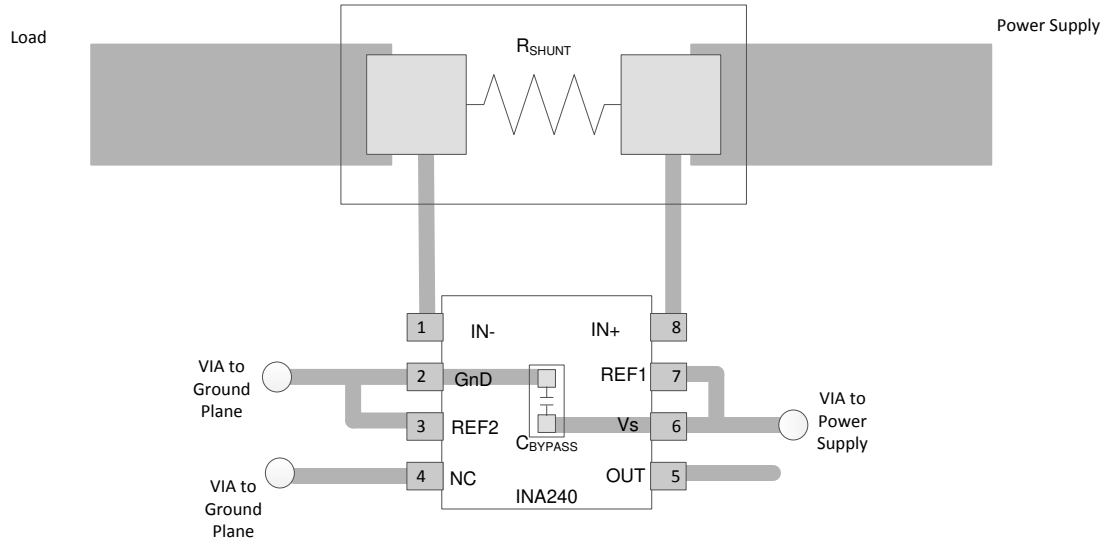 Load
Power Supply
RSHUNT
1
IN-
IN+
8
VIA to
Ground
Plane
2
GnD
REF1
7
VIA to
Power
Supply
3
REF2
Vs
6
CBYPASS
4
NC
OUT
5
VIA to
Ground
Plane
INA240